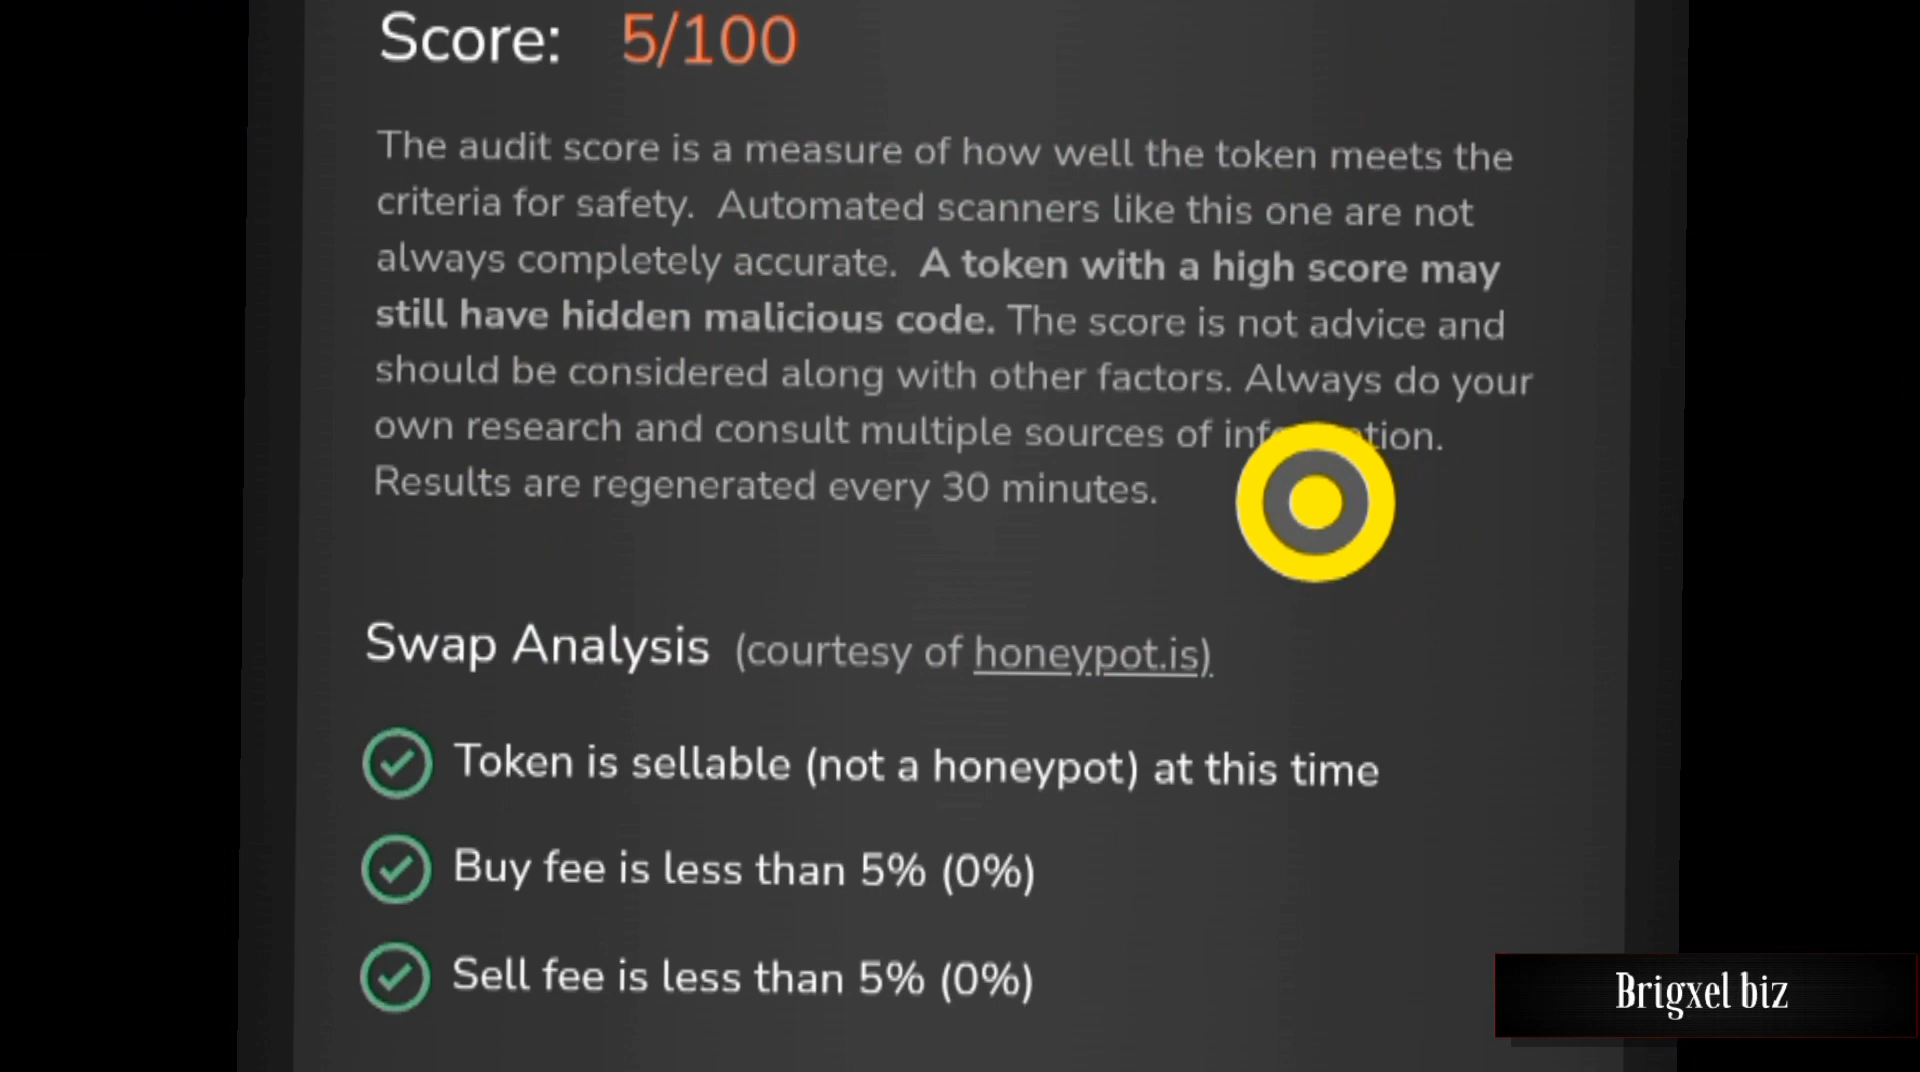 Score: 5/100
The audit score is a measure of how well the token meets the
criteria for safety. Automated scanners like this one are not
always completely accurate. A token with a high score may
still have hidden malicious code. The score is not advice and
should be considered along with other factors. Always do your
own research and consult multiple sources of
Results are regenerated every 30 minutes.
Swap Analysis (courtesy of honeypot.is)
Token is sellable (not a honeypot) at this time
Buy fee is less than 5% (0%)
Sell fee is less than 5% (0%)
Brigxel biz